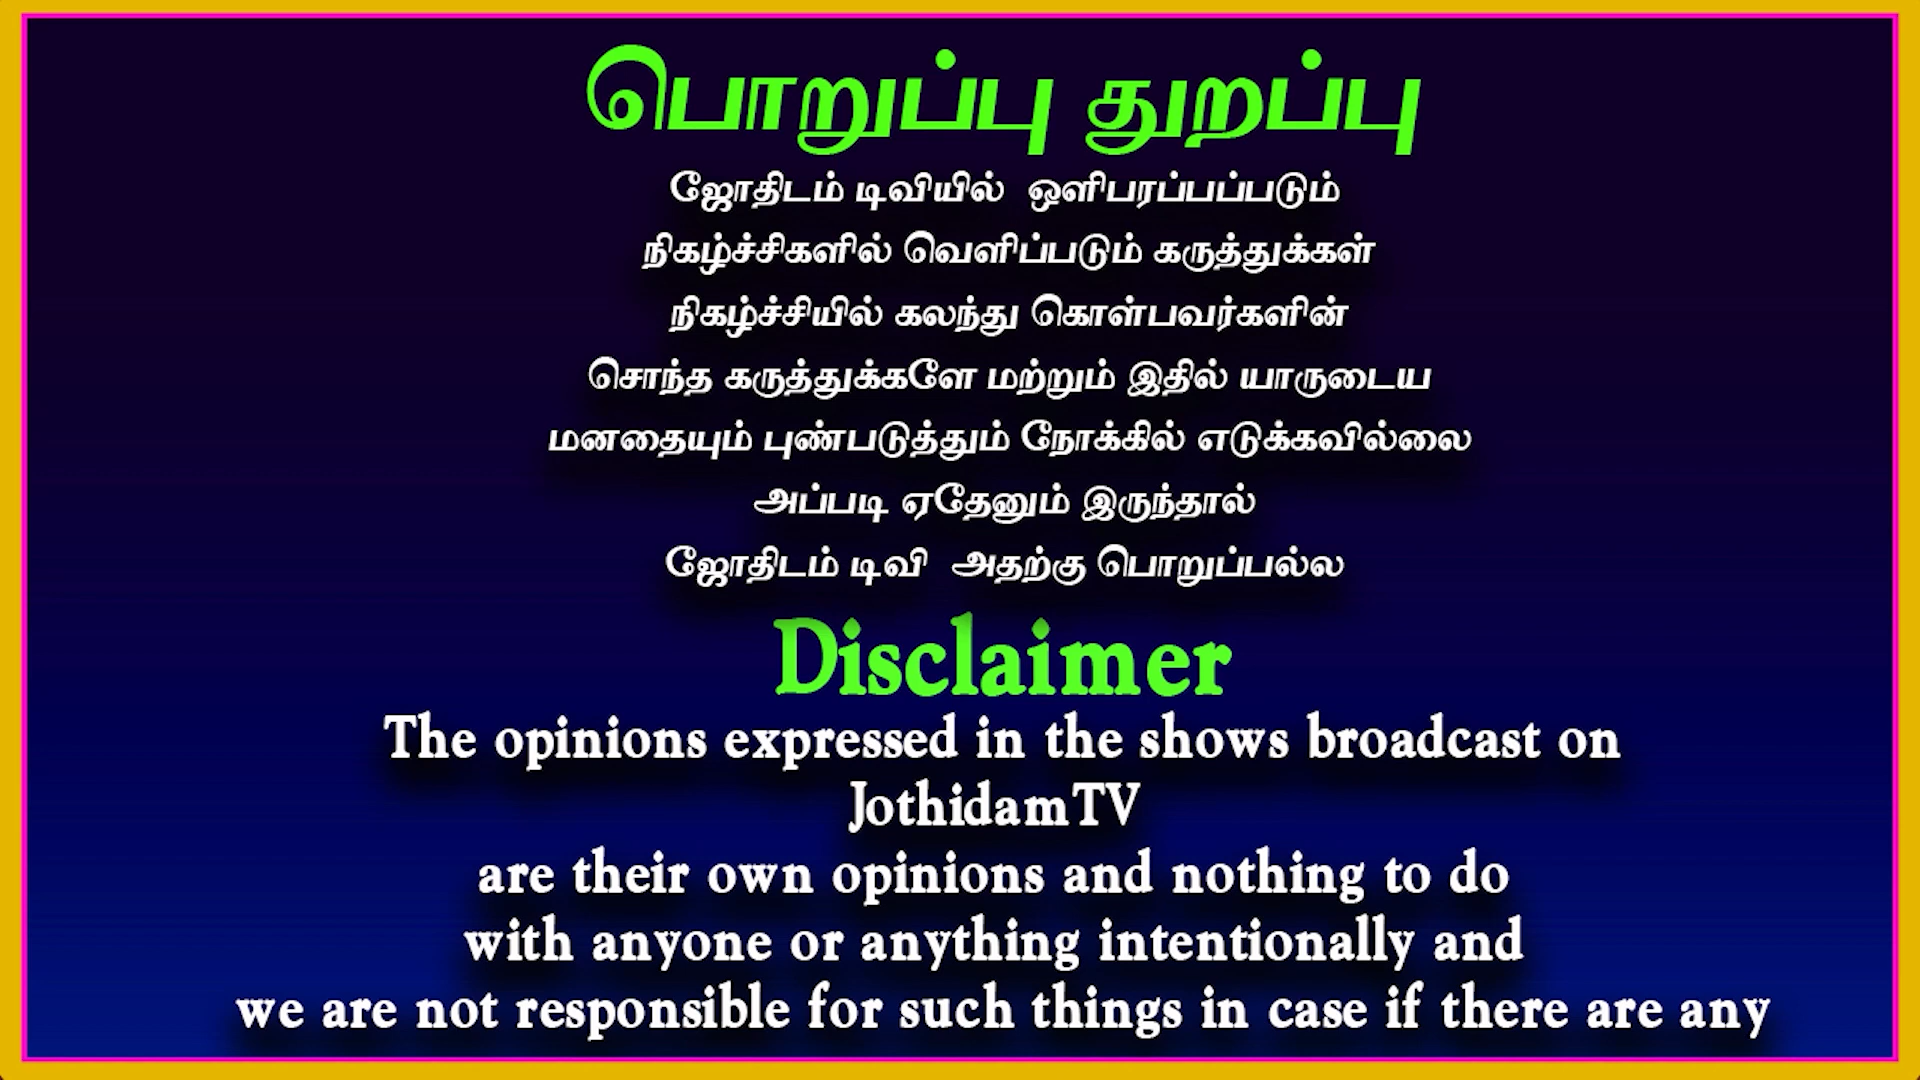 பொறுப்பு துறப்பு
ஜோதிடம் டிவியில் ஒளிபரப்பப்படும்
நிகழ்ச்சிகளில் வெளிப்படும் கருத்துக்கள்
நிகழ்ச்சியில் கலந்து கொள்பவர்களின்
சொந்த கருத்துக்களே மற்றும் இதில் யாருடைய
மனதையும் புண்படுத்தும் நோக்கில் எடுக்கவில்லை
அப்படி ஏதேனும் இருந்தால்
ஜோதிடம் டிவி அதற்கு பொறுப்பல்ல
Disclaimer
The opinions expressed in the shows broadcast on
JothidamTV
are their own opinions and nothing to do
with anyone or anything intentionally and
we are not responsible for such things in case if there are any